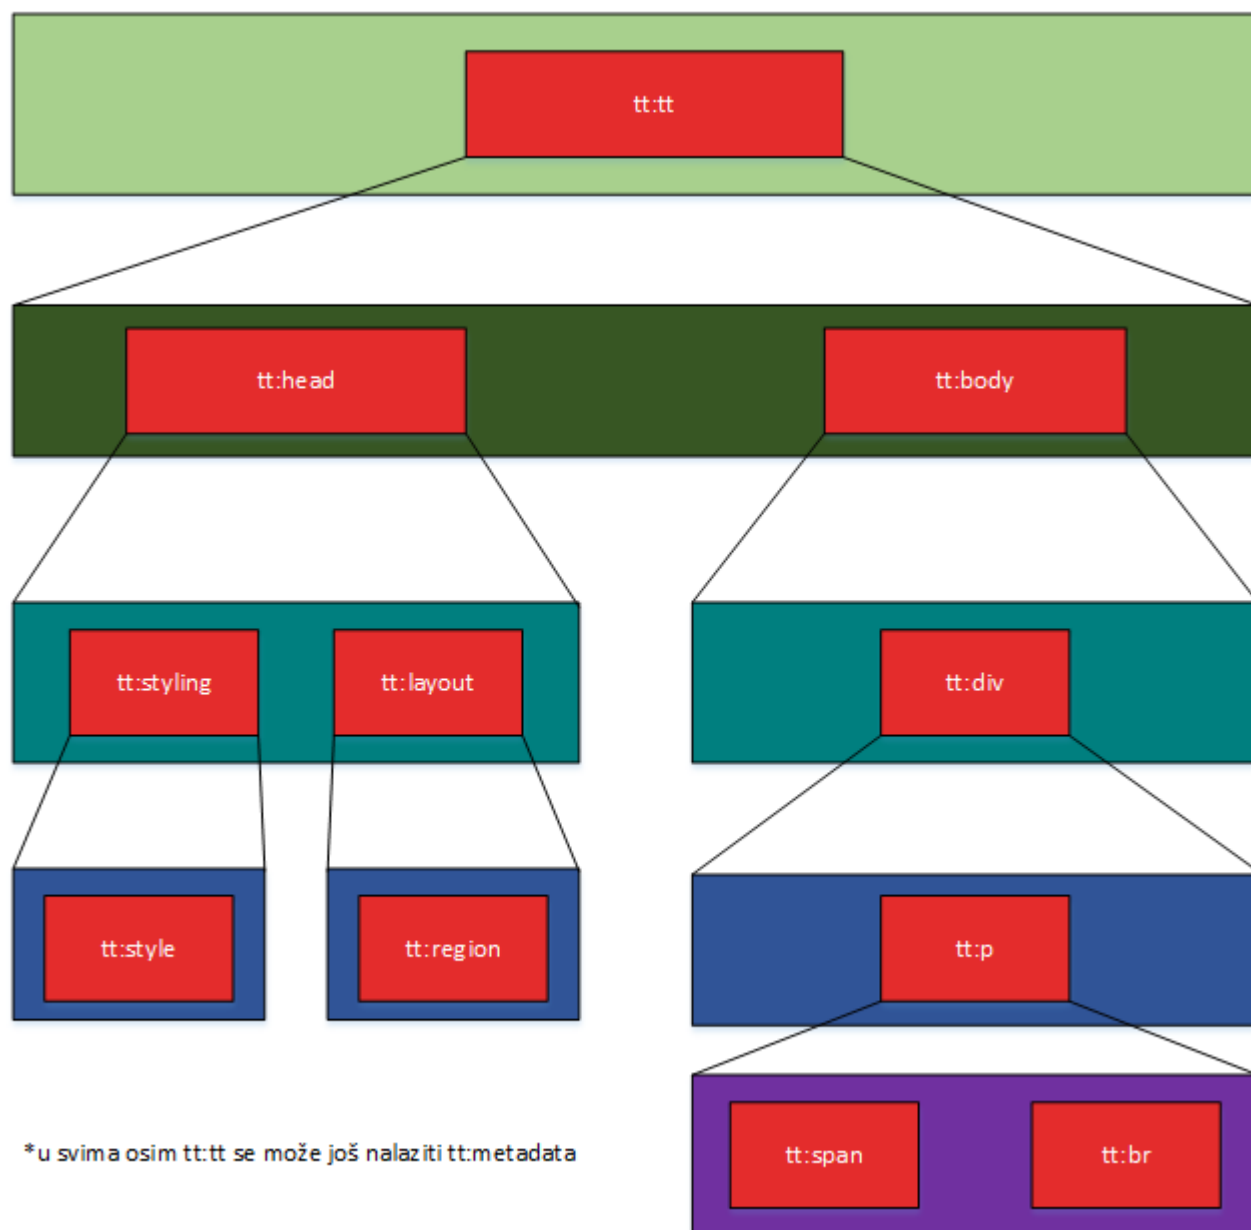 tt:tt
tt:head
tt:body
tt:styling
tt:layout
tt:div
tt:style
tt:region
tt:p
*u svima osim tt:tt se može još nalaziti tt:metadata
tt:span
tt:br